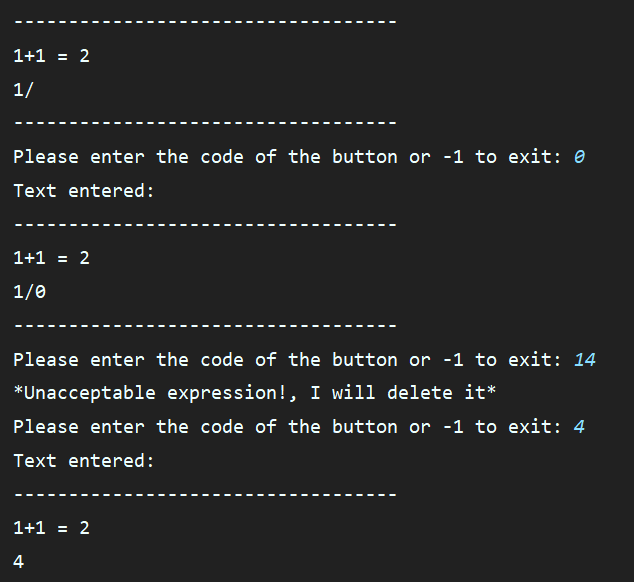 -----------------------------------
1+1 = 2
1/
-----------------------------------
Please enter the code of the button or -1 to exit: 0
Text entered:
-----------------------------------
1+1 = 2
1/0
-----------------------------------
Please enter the code of the button or -1 to exit: 14
*Unacceptable expression!, I will delete it*
Please enter the code of the button or -1 to exit: 4
Text entered:
-----------------------------------
1+1 = 2
4